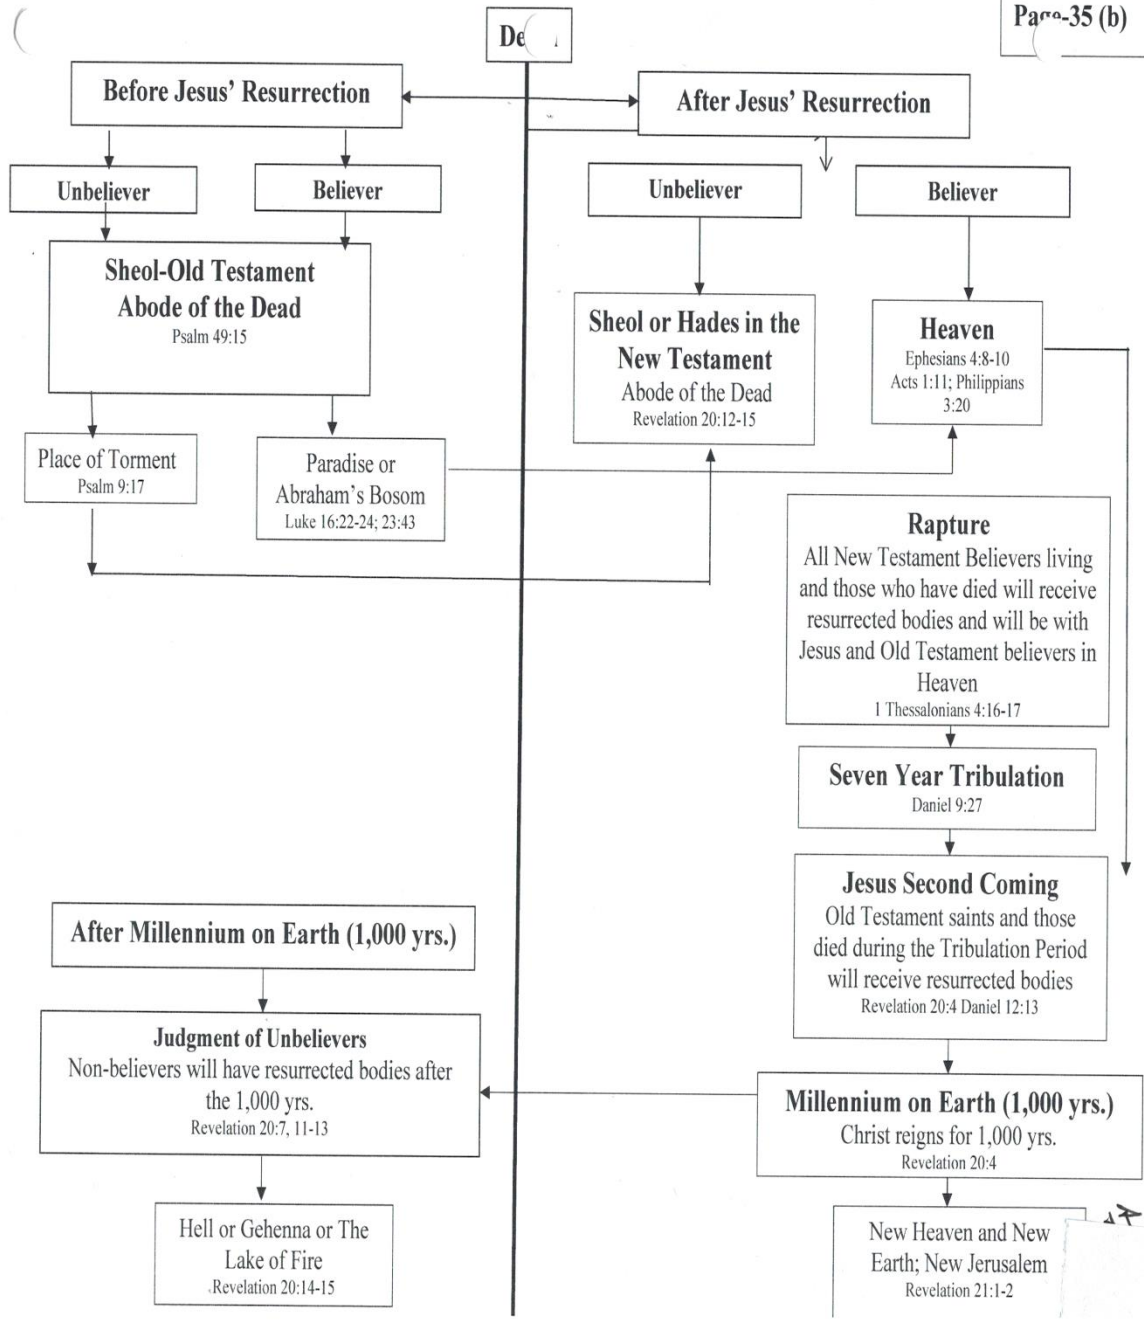 Page-35 (b)
Before Jesus' Resurrection
After Jesus' Resurrection
Unbeliever
Believer
Unbeliever
Believer
Sheol-Old Testament
Abode of the Dead
Psalm 49:15
Sheol or Hades in the
New Testament
Abode of the Dead
Revelation 20:12-15
Heaven
Ephesians 4:8-10
Acts 1:11; Philippians
3:20
Place of Torment
Psalm 9:17
Paradise or
Abraham's Bosom
Luke 16:22-24; 23:43
Rapture
All New Testament Believers living
and those who have died will receive
resurrected bodies and will be with
Jesus and Old Testament believers in
Heaven
1 Thessalonians 4:16-17
Seven Year Tribulation
Daniel 9:27
Jesus Second Coming
Old Testament saints and those
died during the Tribulation Period
will receive resurrected bodies
Revelation 20:4 Daniel 12:13
After Millennium on Earth (1,000 yrs.)
Judgment of Unbelievers
Non-believers will have resurrected bodies after
the 1,000 yrs.
Revelation 20:7, 11-13
Millennium on Earth (1,000 yrs.)
Christ reigns for 1,000 yrs.
Revelation 20:4
Hell or Gehenna or The
Lake of Fire
Revelation 20:14-15
New Heaven and New
Earth; New Jerusalem
Revelation 21:1-2